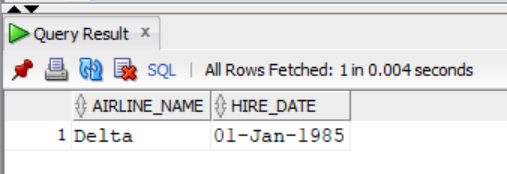 Query Result x
SQL | All Rows Fetched: 1 in 0.004 seconds
AIRLINE_NAME HIRE_DATE
1 Delta 01-Jan-1985